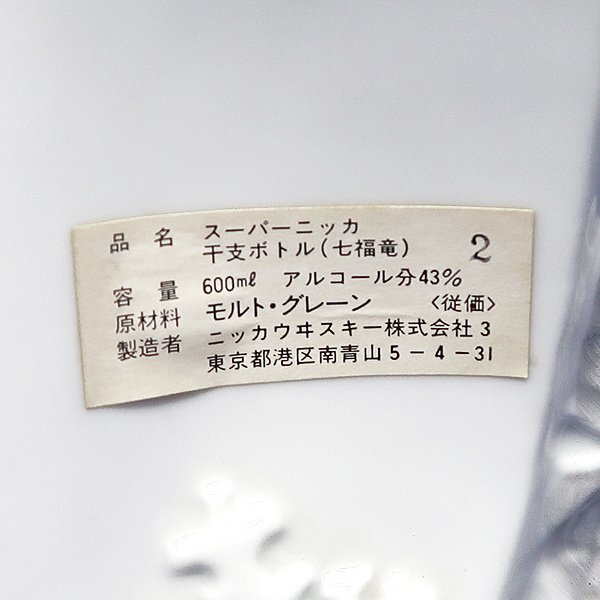 品名 スーパーニッカ
干支ボトル(七福竜) 2
容量 600ml アルコール分43%
原材料 モルト・グレーン 〈従価〉
製造者 ニッカウヰスキー株式会社 3
東京都港区南青山5-4-31